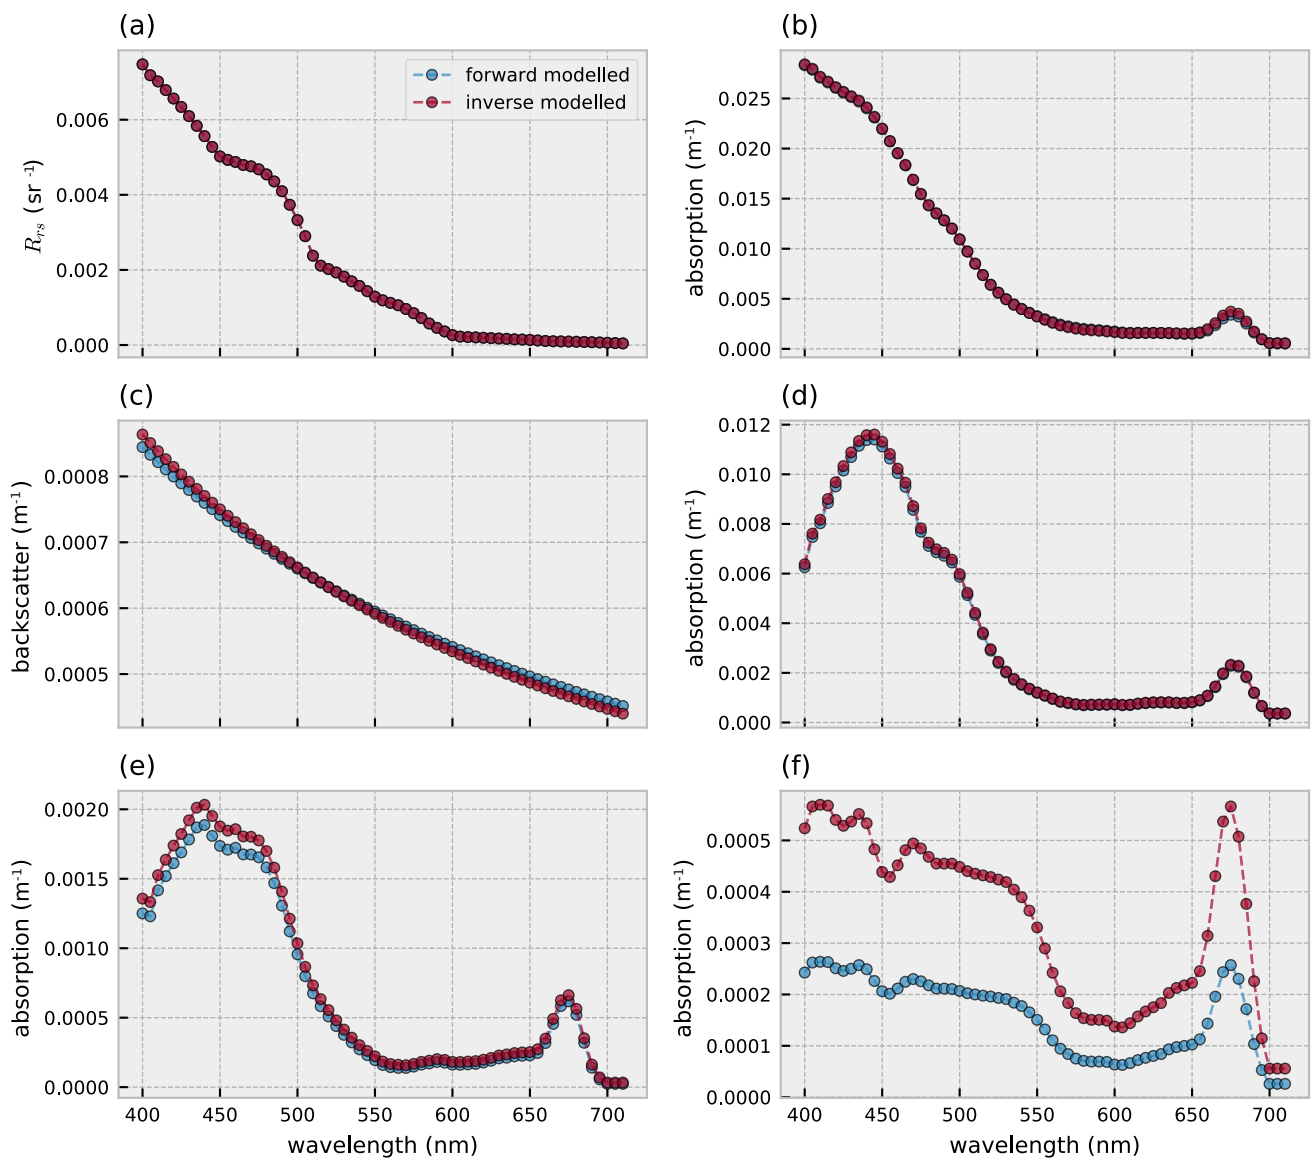 (a)
(b)
forward modelled
inverse modelled
0.006
0.004
0.002
0.000
R_rs (sr⁻¹)
0.025
0.020
0.015
0.010
0.005
0.000
absorption (m⁻¹)
(c)
(d)
0.0008
0.0007
0.0006
0.0005
backscatter (m⁻¹)
0.012
0.010
0.008
0.006
0.004
0.002
0.000
absorption (m⁻¹)
(e)
(f)
0.0020
0.0015
0.0010
0.0005
0.0000
absorption (m⁻¹)
400 450 500 550 600 650 700
wavelength (nm)
0.0005
0.0004
0.0003
0.0002
0.0001
0.0000
absorption (m⁻¹)
400 450 500 550 600 650 700
wavelength (nm)